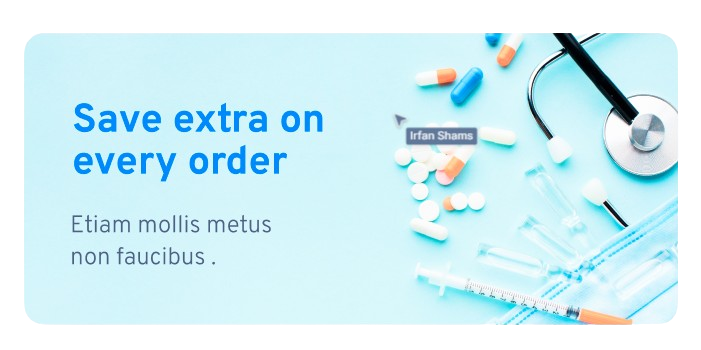 Save extra on
every order
Irfan Shams
Etiam mollis metus
non faucibus .